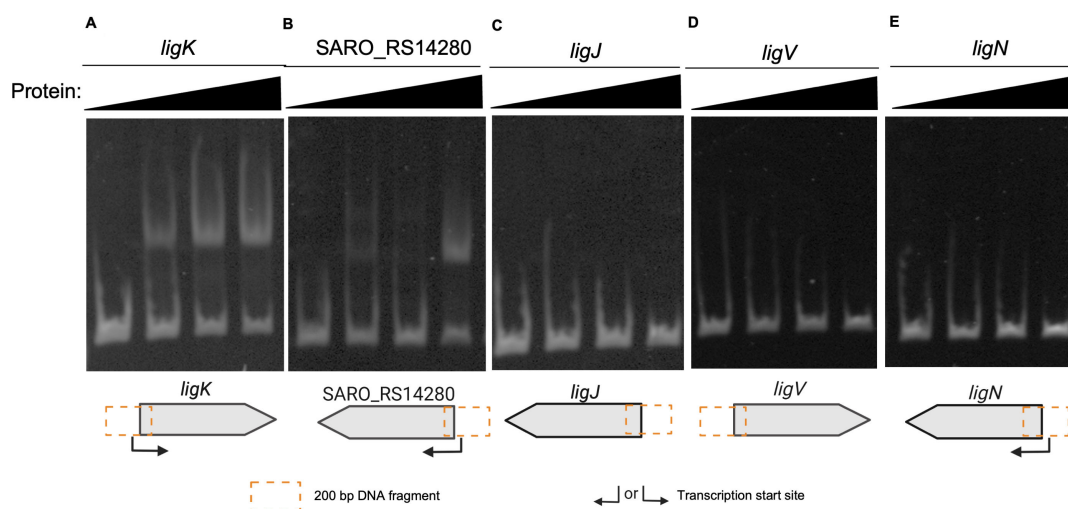 A B C D E
ligK SARO_RS14280 ligJ ligV ligN
Protein:
ligK SARO_RS14280 ligJ ligV ligN
200 bp DNA fragment or Transcription start site